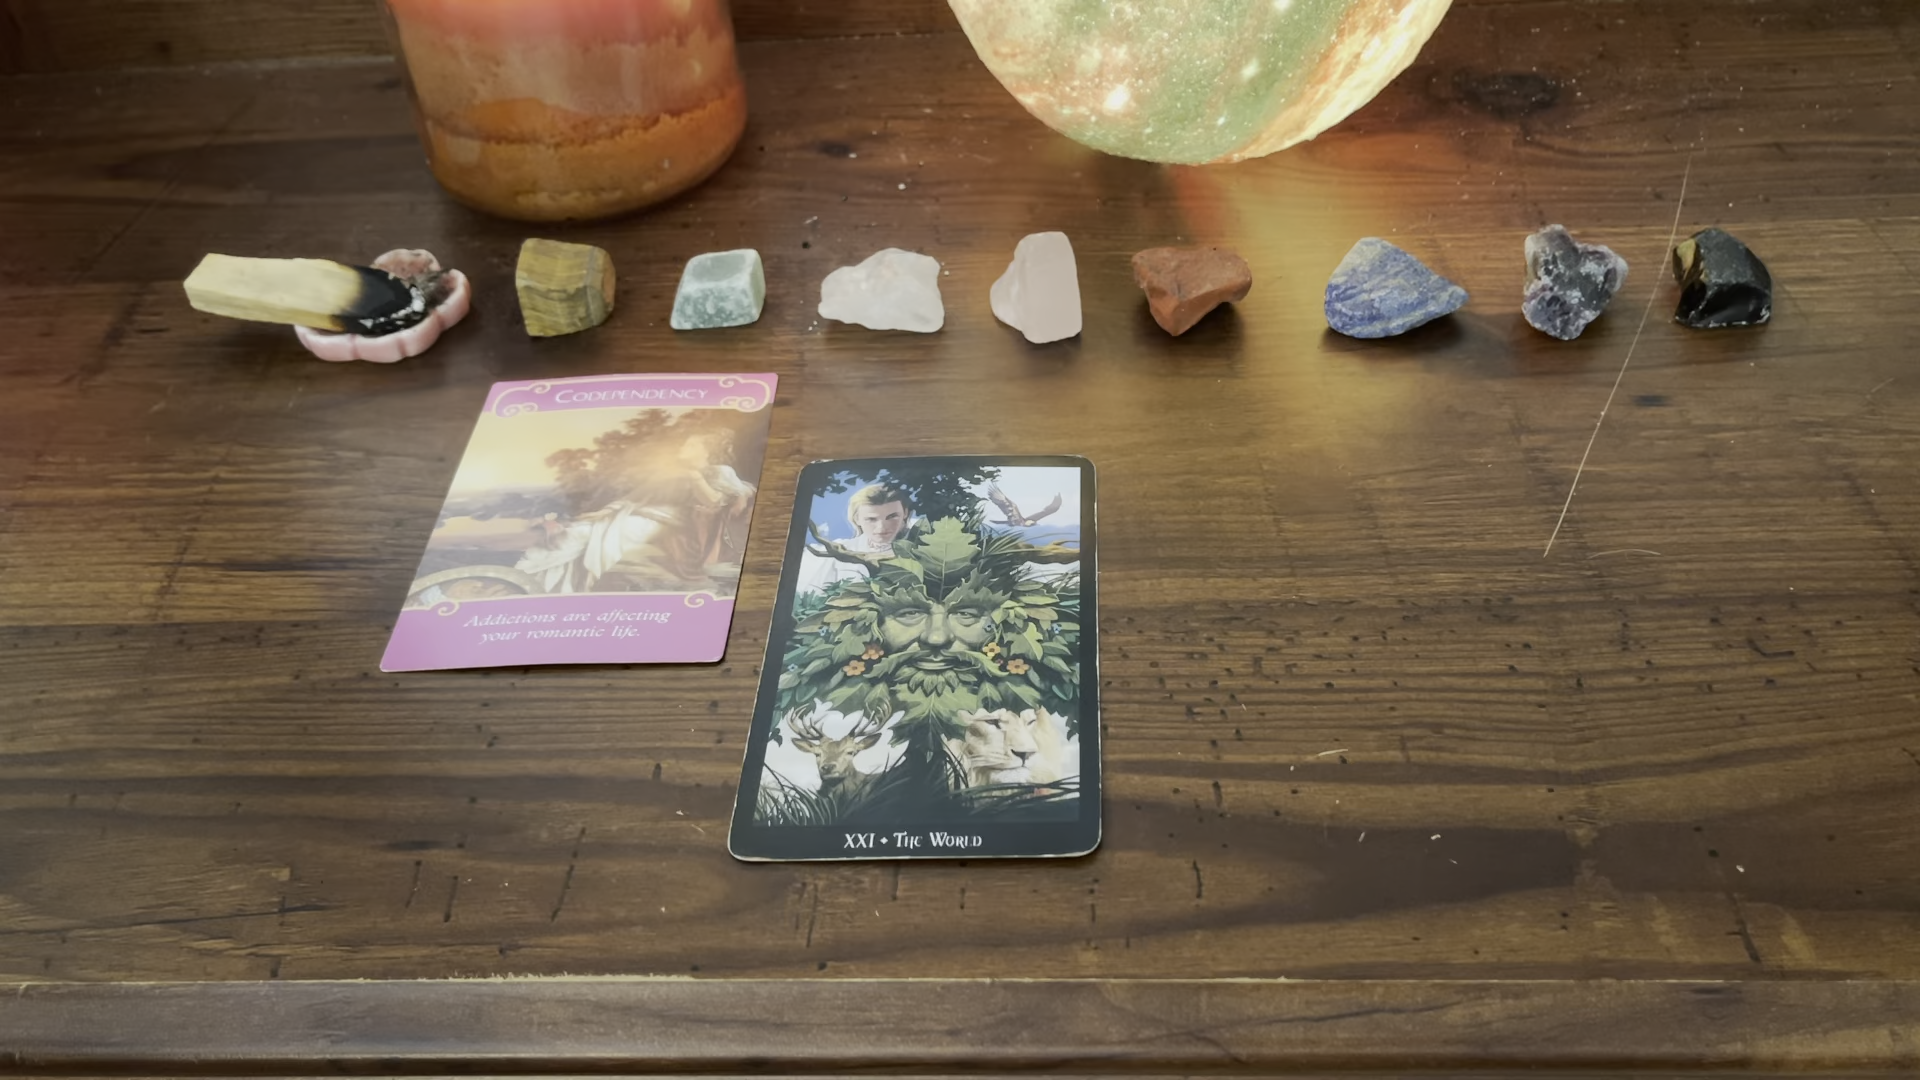 CODEPENDENCY
Addictions are affecting
your romantic life.
XXI • THE WORLD